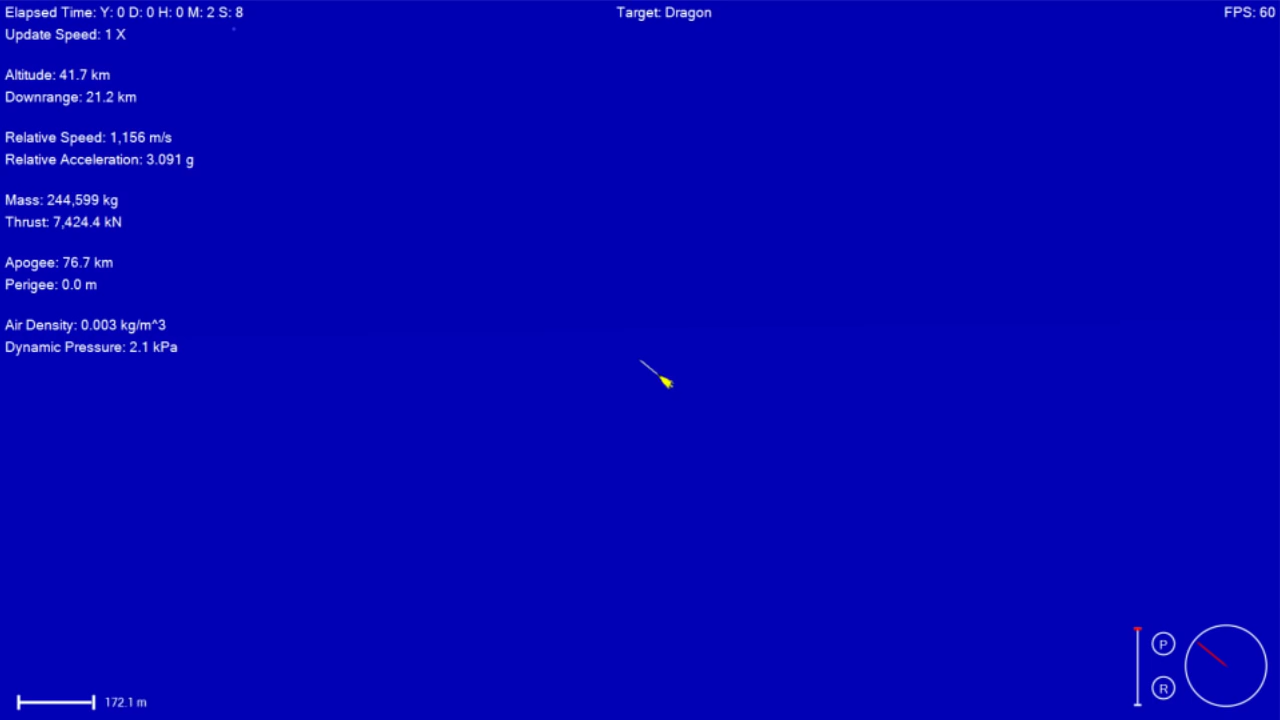 Elapsed Time: Y: 0 D: 0 H: 0 M: 2 S: 8
Target: Dragon
FPS: 60
Update Speed: 1 X
Altitude: 41.7 km
Downrange: 21.2 km
Relative Speed: 1,156 m/s
Relative Acceleration: 3.091 g
Mass: 244,599 kg
Thrust: 7,424.4 kN
Apogee: 76.7 km
Perigee: 0.0 m
Air Density: 0.003 kg/m^3
Dynamic Pressure: 2.1 kPa
P
R
172.1 m